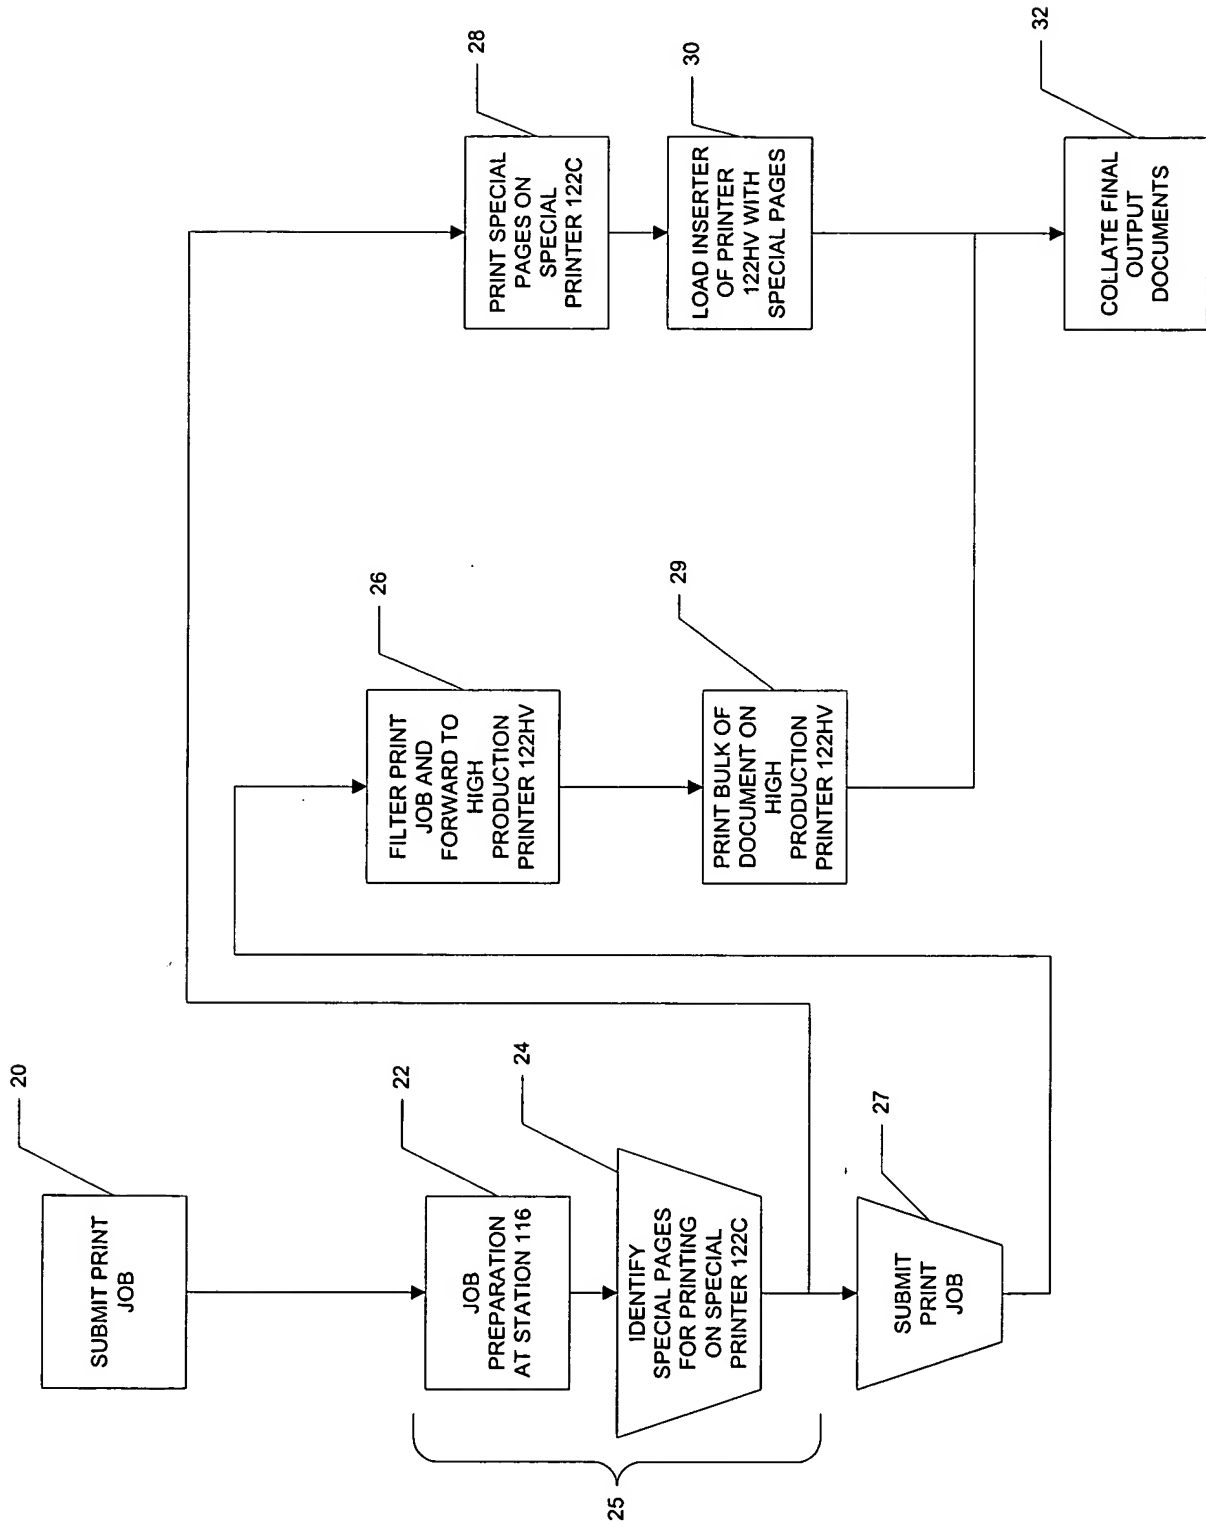 20
SUBMIT PRINT
JOB
22
JOB
PREPARATION
AT STATION 116
24
IDENTIFY
SPECIAL PAGES
FOR PRINTING
ON SPECIAL
PRINTER 122C
25
27
SUBMIT
PRINT
JOB
26
FILTER PRINT
JOB AND
FORWARD TO
HIGH
PRODUCTION
PRINTER 122HV
29
PRINT BULK OF
DOCUMENT ON
HIGH
PRODUCTION
PRINTER 122HV
28
PRINT SPECIAL
PAGES ON
SPECIAL
PRINTER 122C
30
LOAD INSERTER
OF PRINTER
122HV WITH
SPECIAL PAGES
32
COLLATE FINAL
OUTPUT
DOCUMENTS